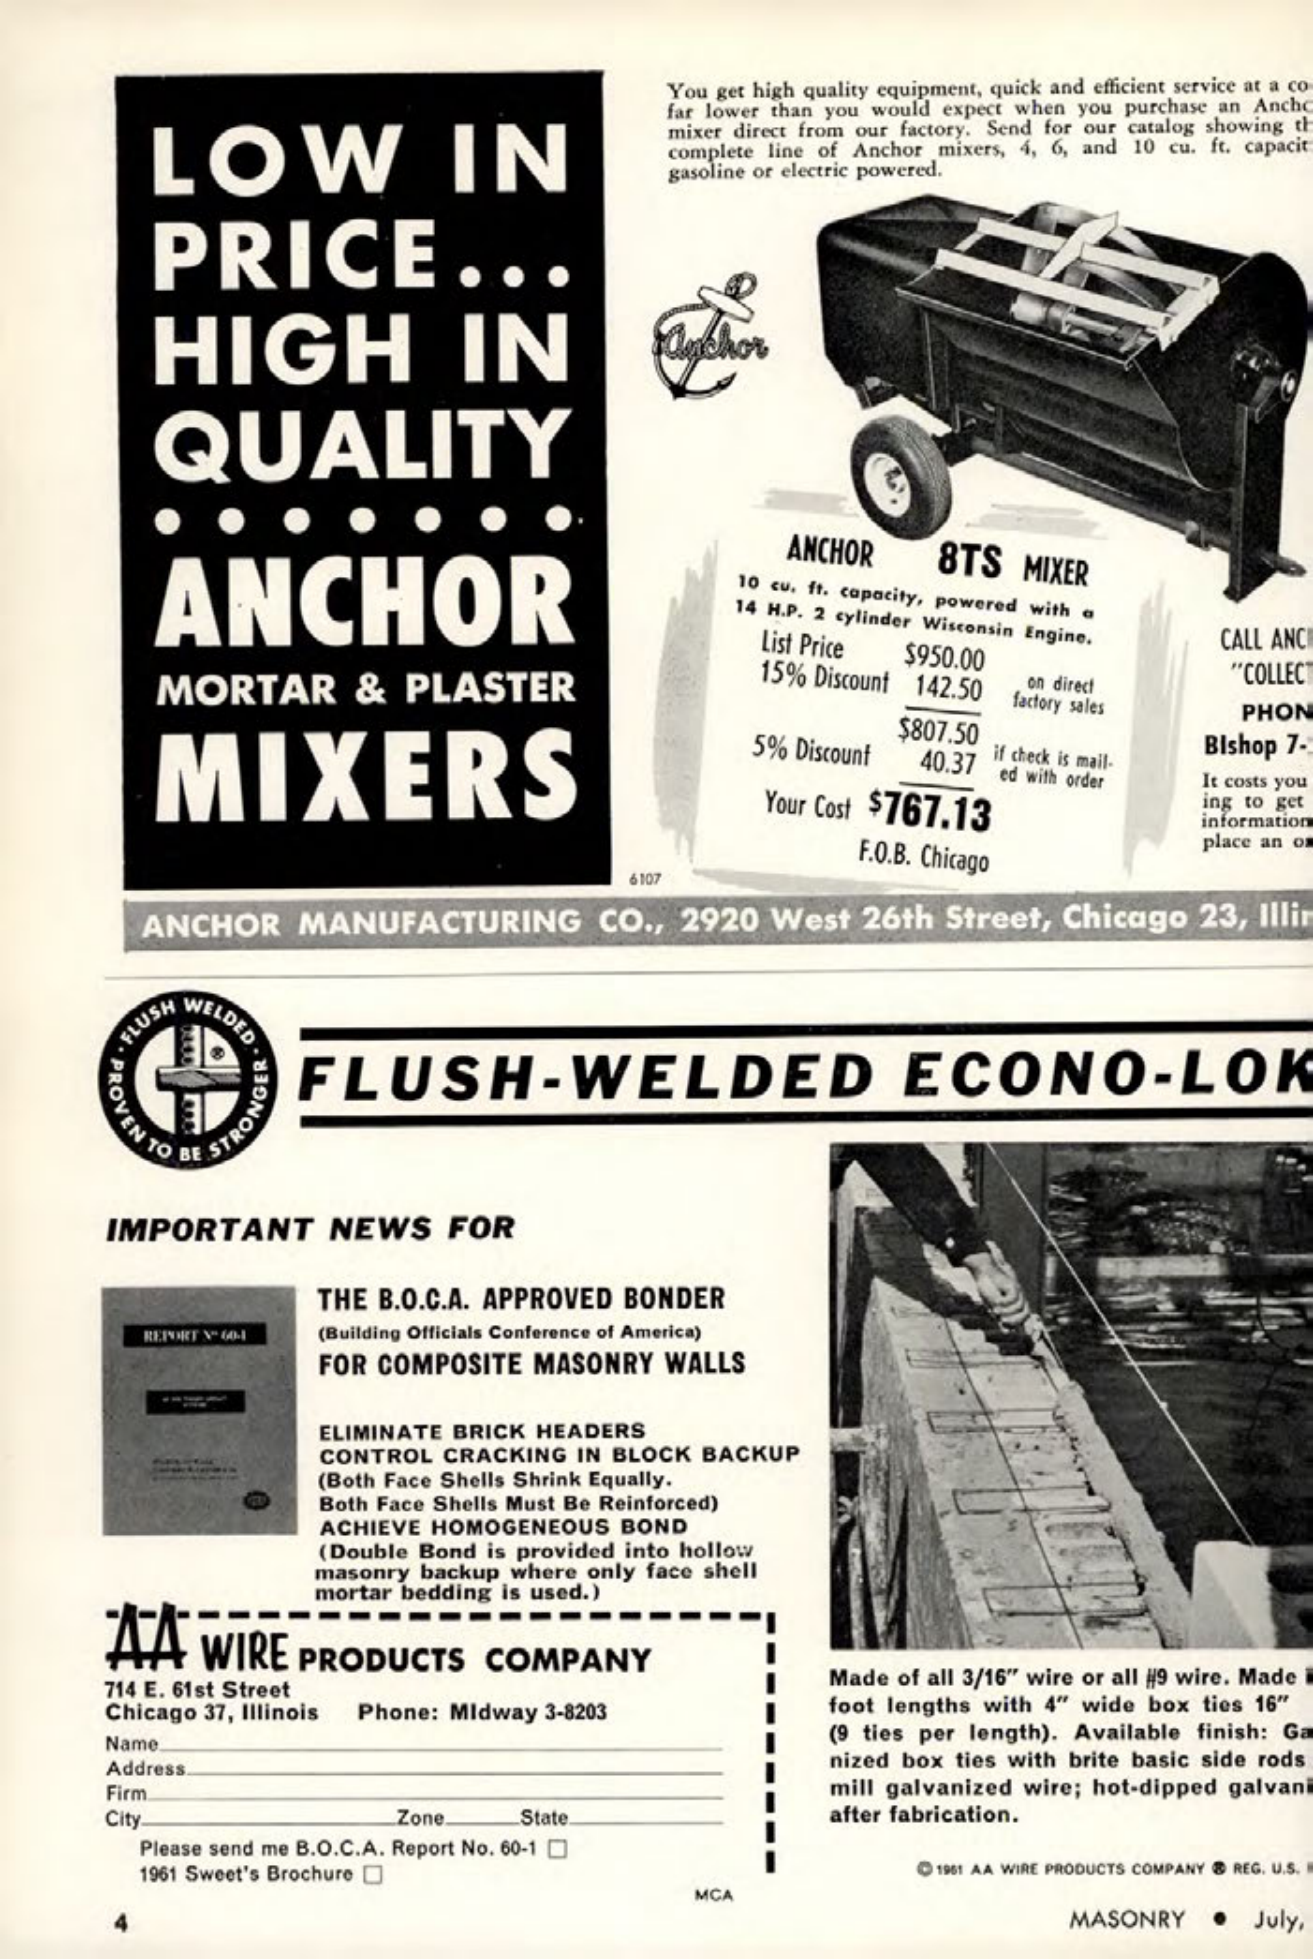 LOW IN
PRICE...
HIGH IN
QUALITY
ANCHOR
MORTAR & PLASTER
MIXERS
You get high quality equipment, quick and efficient service at a
far lower than you would expect when you purchase an
mixer direct from our factory. Send for our catalog showing
complete line of Anchor mixers, 4, 6, and 10 cu. ft.
gasoline or electric powered.
Anchor
ANCHOR 8TS MIXER
10 cu. ft. capacity, powered with a
14 H.P. 2 cylinder Wisconsin Engine.
List Price $950.00
15% Discount 142.50 on direct
factory sales
$807.50
5% Discount 40.37 if check is mail-
ed with order
Your Cost $767.13
F.O.B. Chicago
CALL
"COLLECT
PHON
BIshop 7-
It costs you
ing to get
information
place an
6107
ANCHOR MANUFACTURING CO., 2920 West 26th Street, Chicago 23, Illin
FLUSH WELDED · PROVEN TO BE STRONGER ·
®
FLUSH-WELDED ECONO-LOK
IMPORTANT NEWS FOR
REPORT Nº 60-1
THE B.O.C.A. APPROVED BONDER
(Building Officials Conference of America)
FOR COMPOSITE MASONRY WALLS
ELIMINATE BRICK HEADERS
CONTROL CRACKING IN BLOCK BACKUP
(Both Face Shells Shrink Equally.
Both Face Shells Must Be Reinforced)
ACHIEVE HOMOGENEOUS BOND
(Double Bond is provided into hollow
masonry backup where only face shell
mortar bedding is used.)
AA WIRE PRODUCTS COMPANY
714 E. 61st Street
Chicago 37, Illinois Phone: MIdway 3-8203
Name
Address
Firm
City Zone State
Please send me B.O.C.A. Report No. 60-1 □
1961 Sweet's Brochure □
MCA
Made of all 3/16" wire or all #9 wire. Made
foot lengths with 4" wide box ties 16"
(9 ties per length). Available finish:
nized box ties with brite basic side rods
mill galvanized wire; hot-dipped galvani
after fabrication.
© 1961 AA WIRE PRODUCTS COMPANY ® REG. U.S.
4
MASONRY ● July,